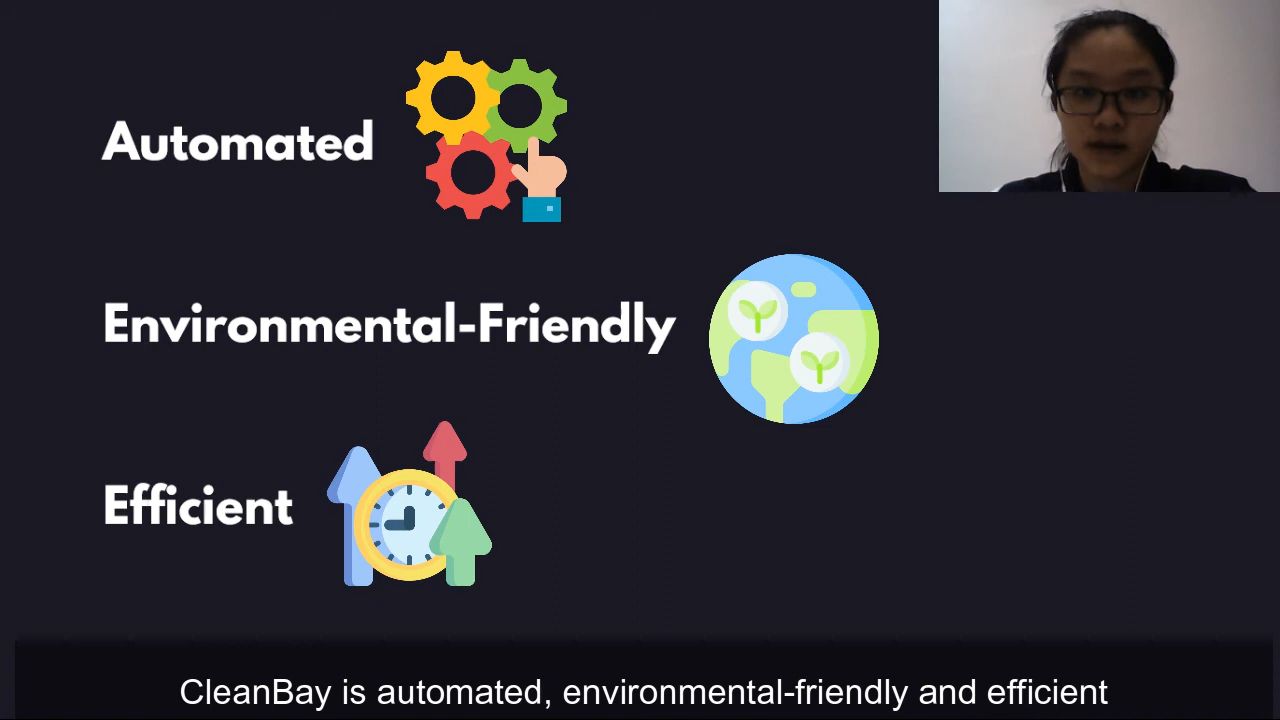 Automated
Environmental-Friendly
Efficient
CleanBay is automated, environmental-friendly and efficient